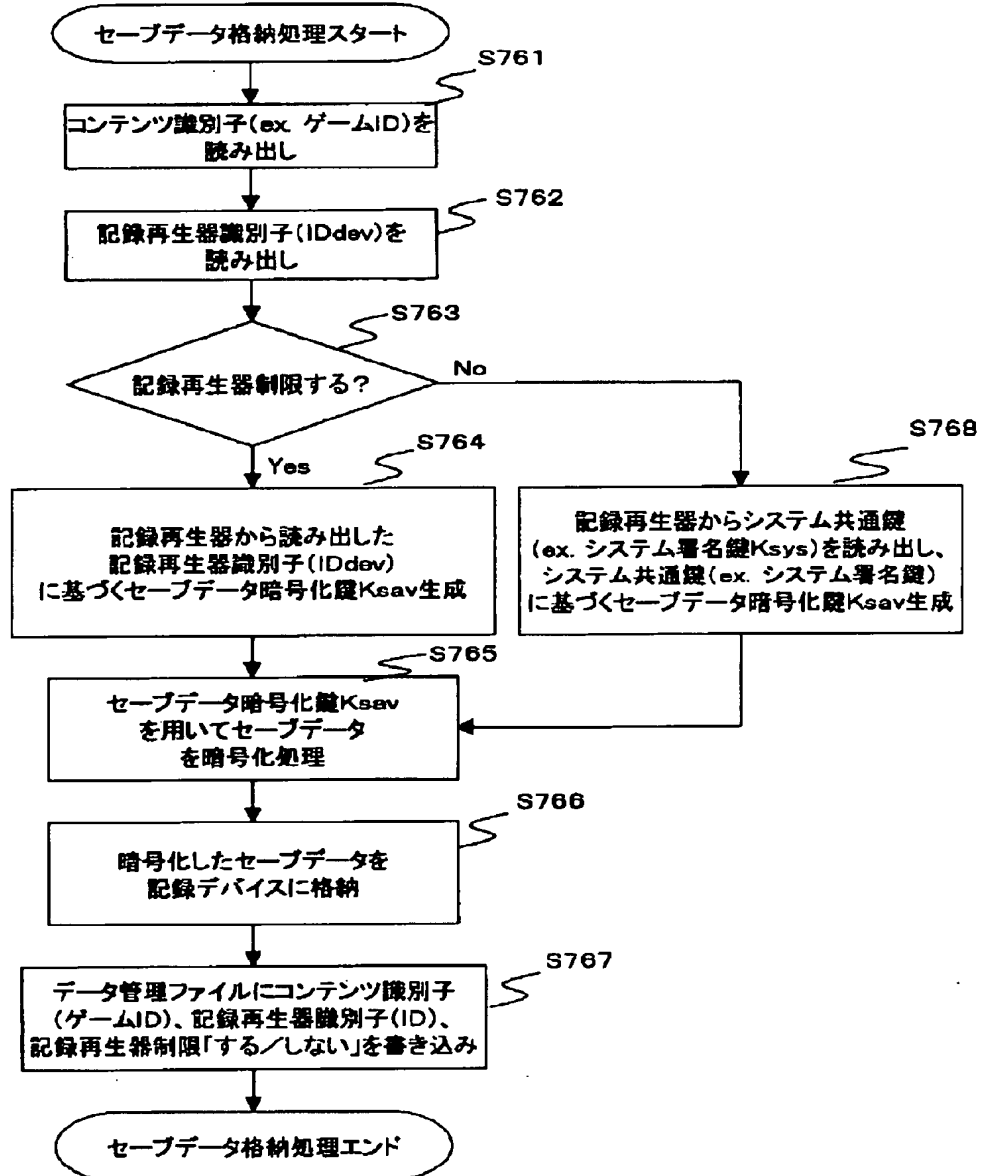 セーブデータ格納処理スタート
S761
コンテンツ識別子(ex. ゲームID)を
読み出し
S762
記録再生器識別子(IDdev)を
読み出し
S763
記録再生器制限する?
No
Yes
S764
記録再生器から読み出した
記録再生器識別子(IDdev)
に基づくセーブデータ暗号化鍵Ksav生成
S768
記録再生器からシステム共通鍵
(ex. システム署名鍵Ksys)を読み出し、
システム共通鍵(ex. システム署名鍵)
に基づくセーブデータ暗号化鍵Ksav生成
S765
セーブデータ暗号化鍵Ksav
を用いてセーブデータ
を暗号化処理
S766
暗号化したセーブデータを
記録デバイスに格納
S767
データ管理ファイルにコンテンツ識別子
(ゲームID)、記録再生器識別子(ID)、
記録再生器制限「する/しない」を書き込み
セーブデータ格納処理エンド